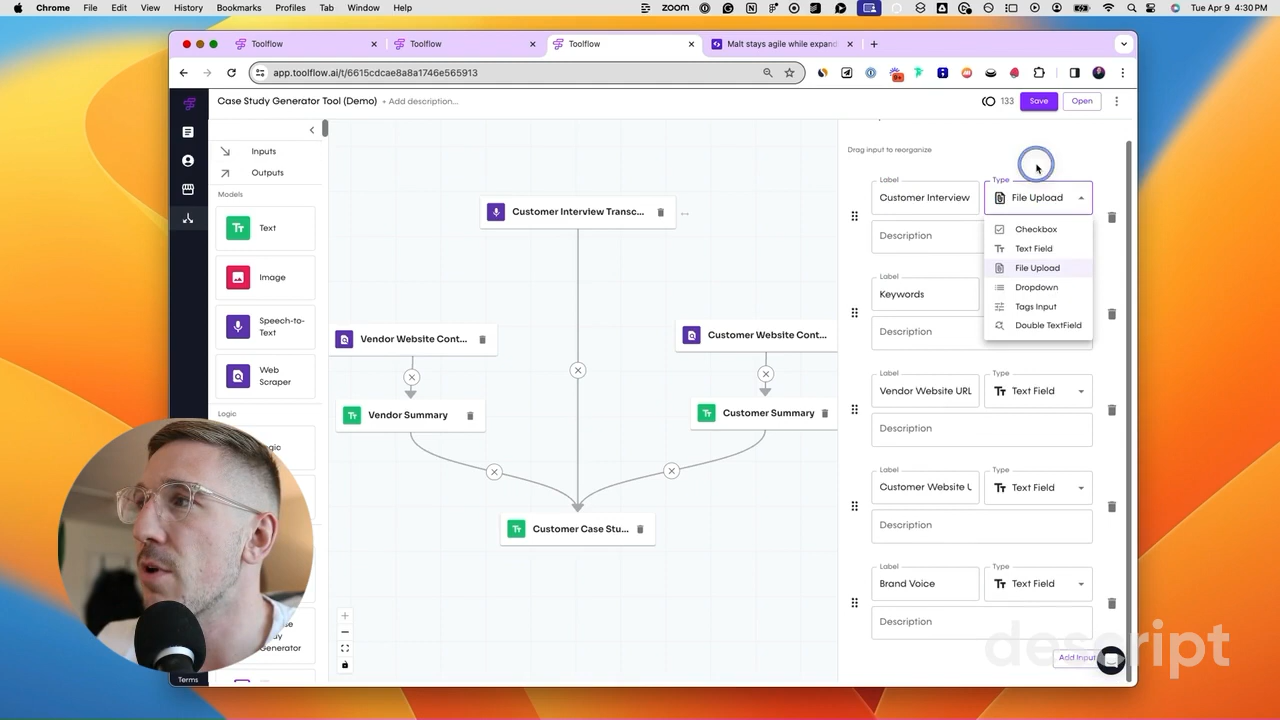 Chrome File Edit View History Bookmarks Profiles Tab Window Help
zoom
Tue Apr 9 4:30 PM
Toolflow
Toolflow
Toolflow
Malt stays agile while expand
app.toolflow.ai/t/6615cdcae8a8a1746e565913
Case Study Generator Tool (Demo) + Add description...
133 Save Open
Inputs
Outputs
Models
Text
Image
Speech-to-
Text
Web
Scraper
Logic
Generator
Terms
Customer Interview Transc...
Vendor Website Cont...
Customer Website Cont...
Vendor Summary
Customer Summary
Customer Case Stu...
Drag input to reorganize
Label Type
Customer Interview File Upload
Description
Checkbox
Text Field
File Upload
Dropdown
Tags Input
Double TextField
Label
Keywords
Description
Label Type
Vendor Website URL Text Field
Description
Label Type
Customer Website U Text Field
Description
Label Type
Brand Voice Text Field
Description
Add Input
descript